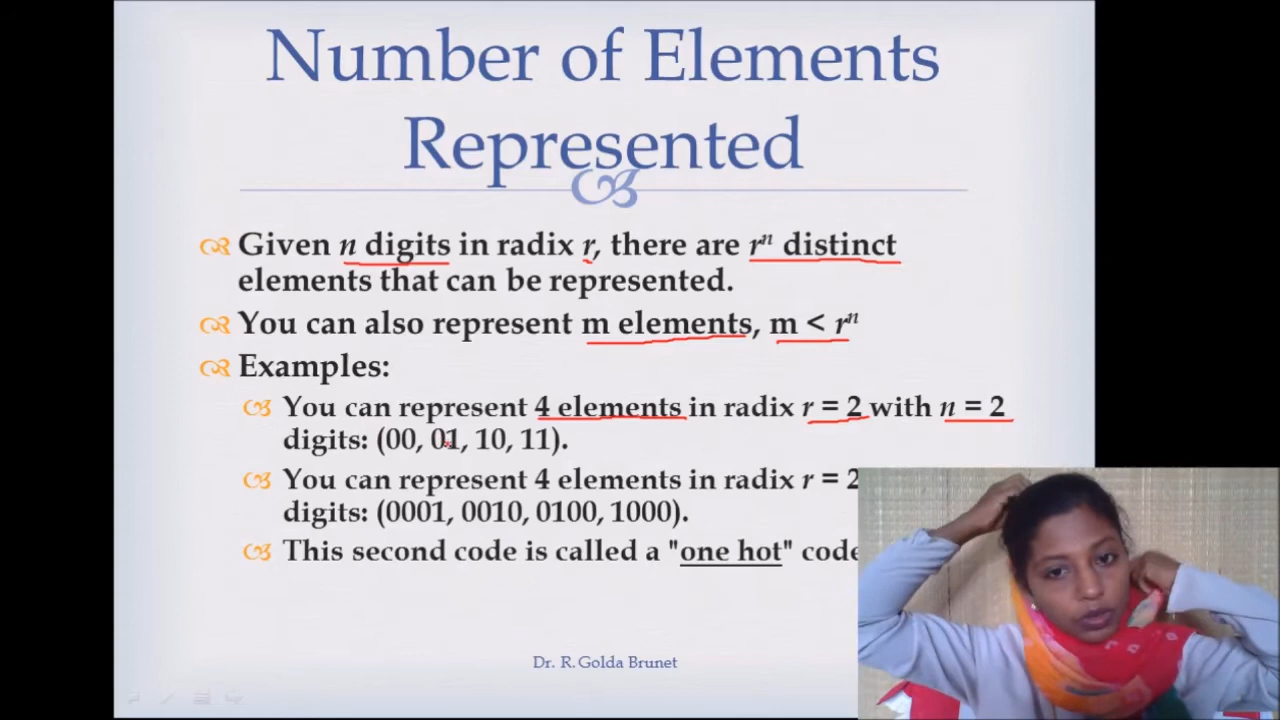 Number of Elements
Represented
Given n digits in radix r, there are rⁿ distinct
elements that can be represented.
You can also represent m elements, m < rⁿ
Examples:
You can represent 4 elements in radix r = 2 with n = 2
digits: (00, 01, 10, 11).
You can represent 4 elements in radix r = 2
digits: (0001, 0010, 0100, 1000).
This second code is called a "one hot" code
Dr. R. Golda Brunet